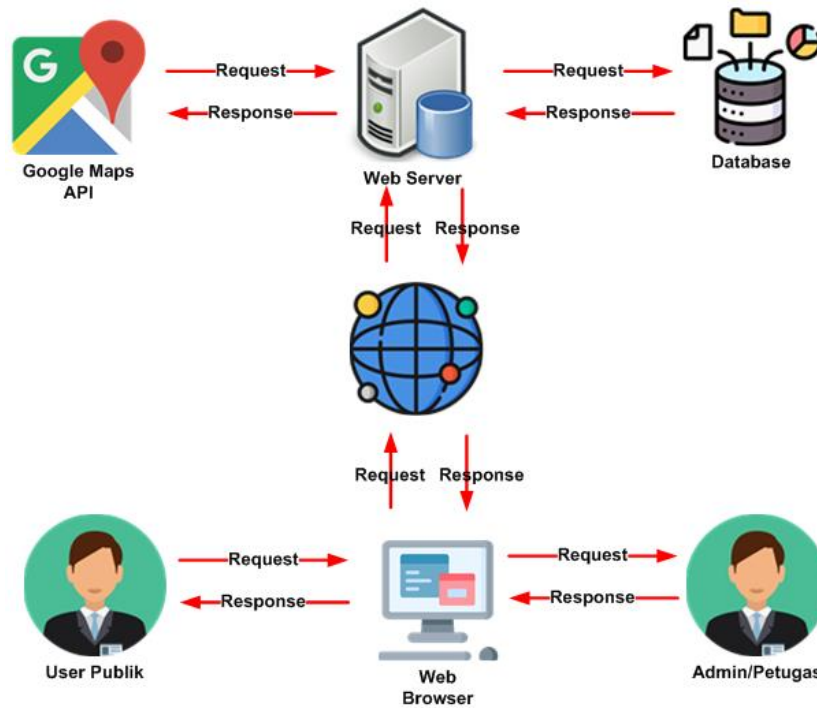 G
Request
Response
Google Maps
API
Web Server
Request
Response
Database
Request
Response
Request
Response
Request
Response
User Publik
Web
Browser
Request
Response
Admin/Petugas